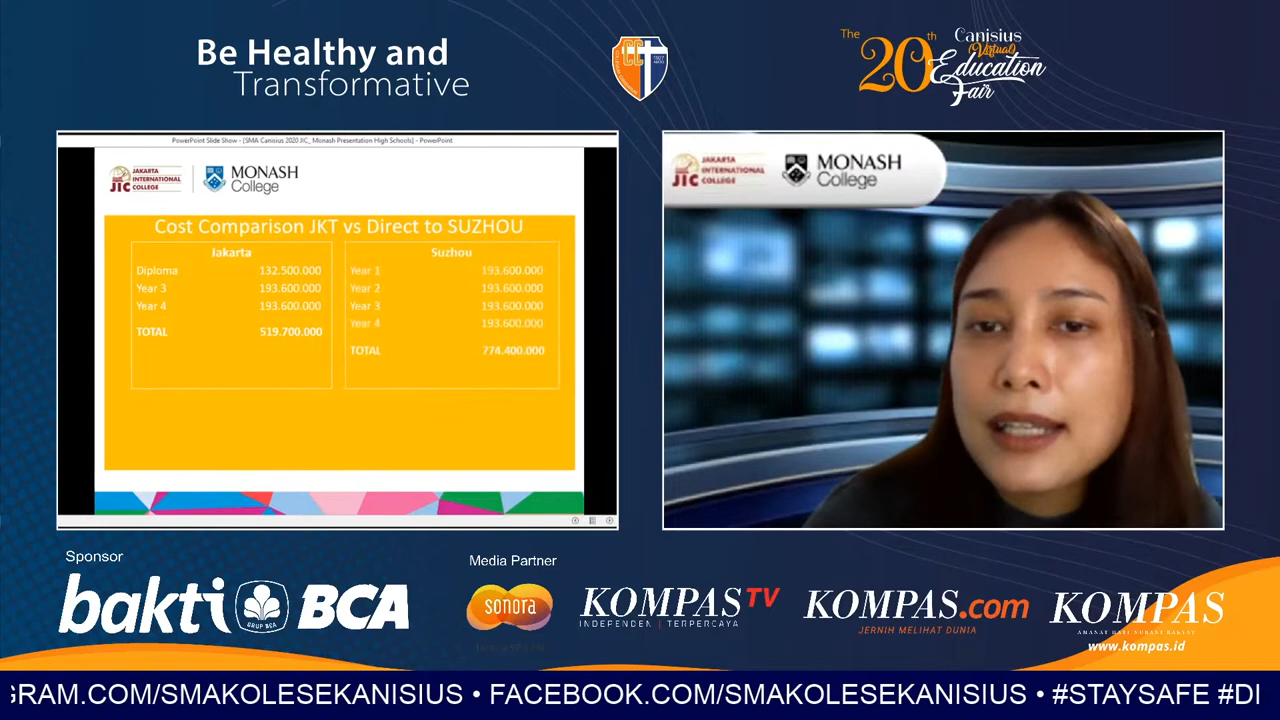 Be Healthy and
Transformative
CC
The 20th Canisius
(Virtual)
Education
Fair
PowerPoint Slide Show - [SMA Canisius 2020 JIC_ Monash Presentation High Schools] - PowerPoint
JIC JAKARTA
INTERNATIONAL
COLLEGE
MONASH
College
Cost Comparison JKT vs Direct to SUZHOU
Jakarta
Diploma 132.500.000
Year 3 193.600.000
Year 4 193.600.000
TOTAL 519.700.000
Suzhou
Year 1 193.600.000
Year 2 193.600.000
Year 3 193.600.000
Year 4 193.600.000
TOTAL 774.400.000
JIC JAKARTA
INTERNATIONAL
COLLEGE
MONASH
College
Sponsor
bakti
GRUP BCA
BCA
Media Partner
sonora
KOMPAS TV
INDEPENDEN | TERPERCAYA
KOMPAS.com
JERNIH MELIHAT DUNIA
KOMPAS
AMANAT HATI NURANI RAKYAT
www.kompas.id
GRAM.COM/SMAKOLESEKANISIUS • FACEBOOK.COM/SMAKOLESEKANISIUS • #STAYSAFE #DI